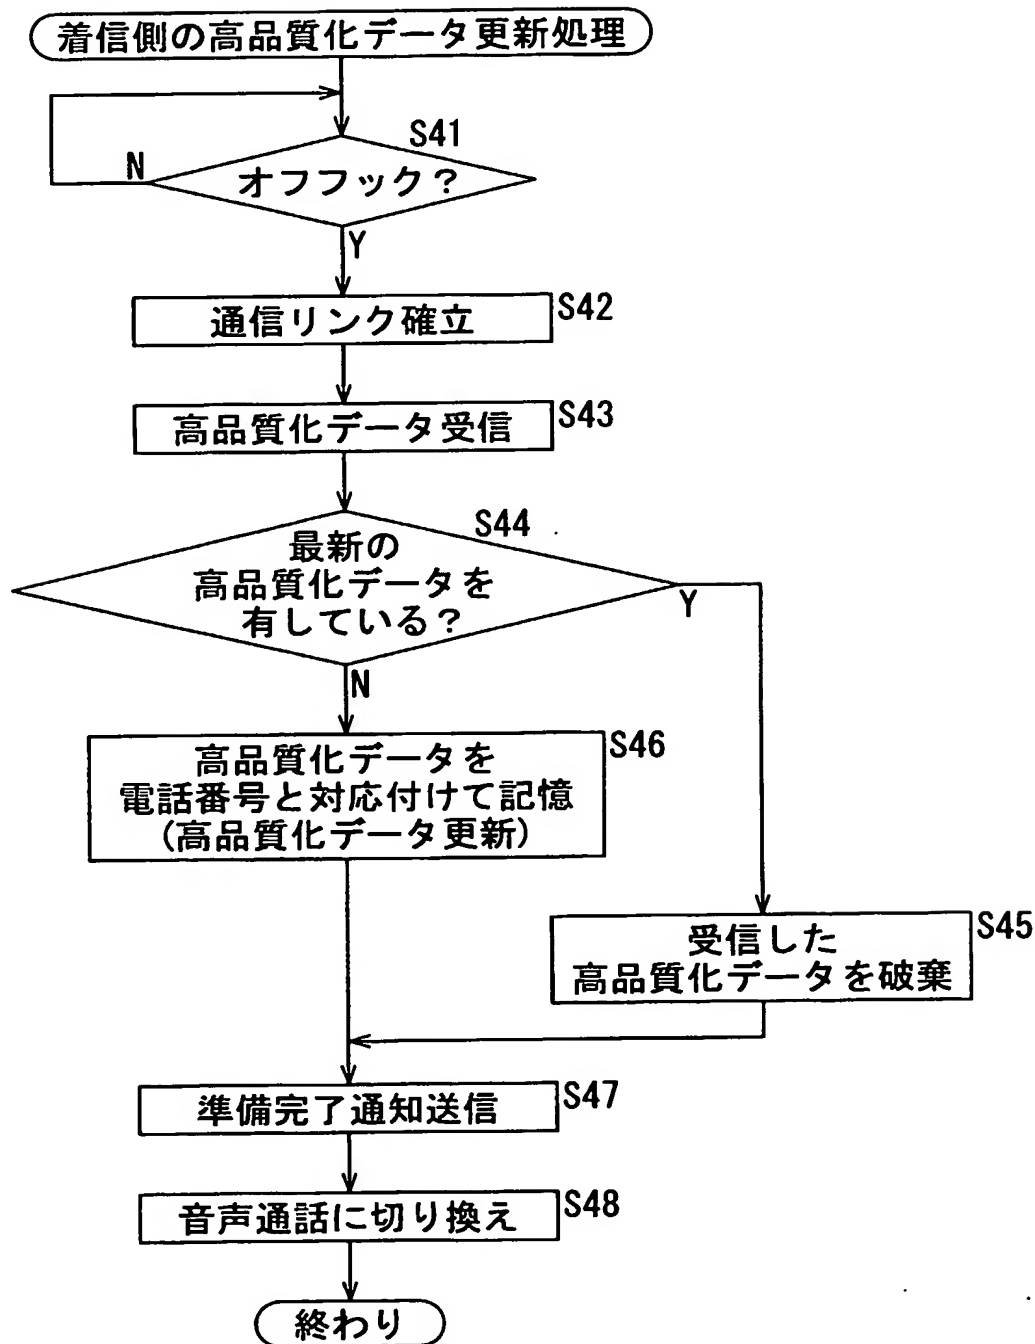 着信側の高品質化データ更新処理
S41
オフフック?
N
Y
通信リンク確立
S42
高品質化データ受信
S43
S44
最新の
高品質化データを
有している?
Y
N
高品質化データを
電話番号と対応付けて記憶
(高品質化データ更新)
S46
受信した
高品質化データを破棄
S45
準備完了通知送信
S47
音声通話に切り換え
S48
終わり